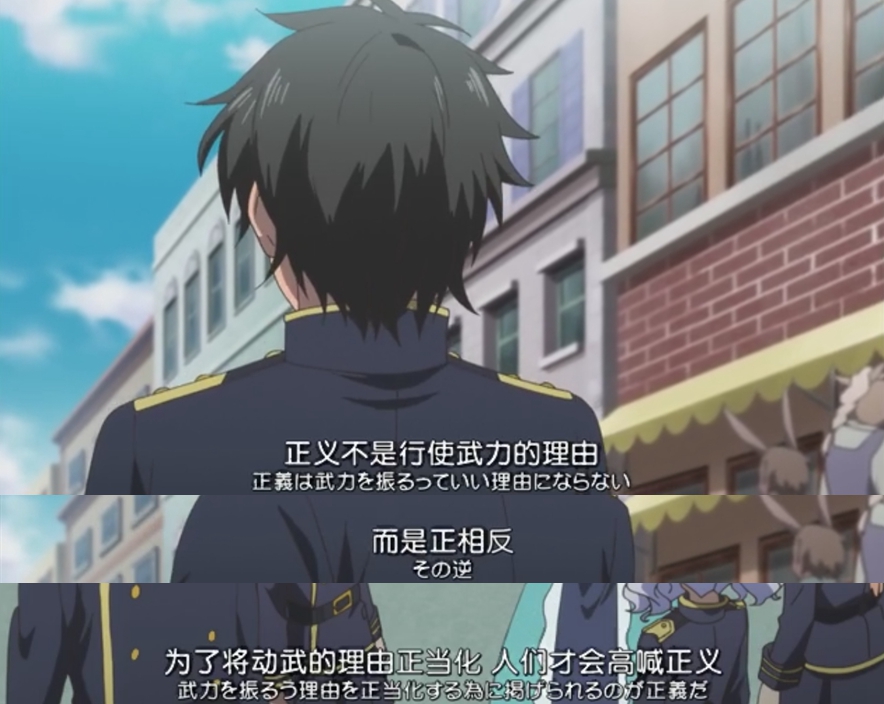 正义不是行使武力的理由
正義は武力を振るっていい理由にならない
而是正相反
その逆
为了将动武的理由正当化 人们才会高喊正义
武力を振るう理由を正当化する為に掲げられるのが正義だ